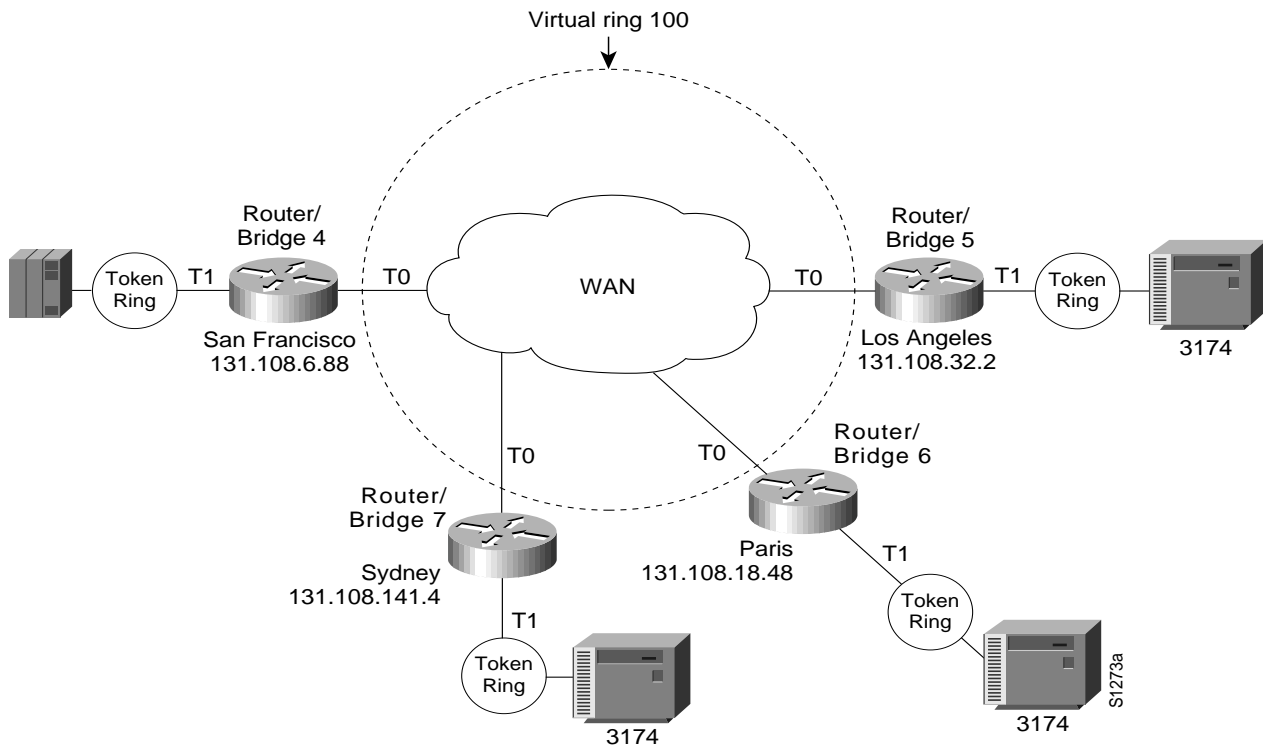 Virtual ring 100
Router/
Bridge 4
Token
Ring
T1
T0
San Francisco
131.108.6.88
WAN
Router/
Bridge 5
T0
T1
Token
Ring
Los Angeles
131.108.32.2
3174
T0
Router/
Bridge 7
Sydney
131.108.141.4
T1
Token
Ring
3174
T0
Router/
Bridge 6
Paris
131.108.18.48
T1
Token
Ring
3174
S1273a